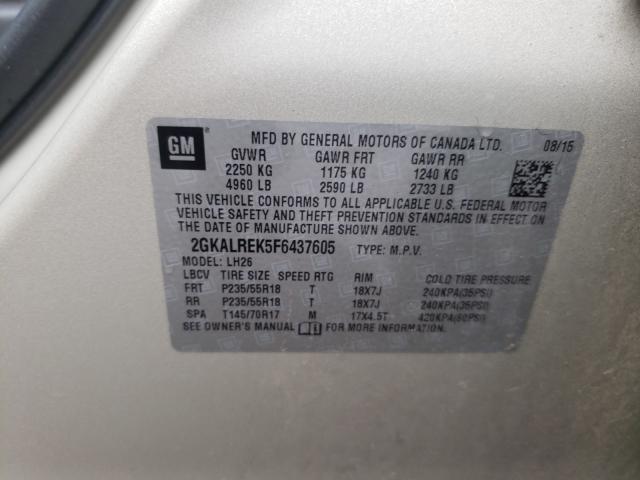 GM MFD BY GENERAL MOTORS OF CANADA LTD. 08/15
GVWR GAWR FRT GAWR RR
2250 KG 1175 KG 1240 KG
4960 LB 2590 LB 2733 LB
THIS VEHICLE CONFORMS TO ALL APPLICABLE U.S. FEDERAL MOTOR
VEHICLE SAFETY AND THEFT PREVENTION STANDARDS IN EFFECT ON
THE DATE OF MANUFACTURE SHOWN ABOVE.
2GKALREK5F6437605 TYPE: M.P.V.
MODEL: LH26
LBCV TIRE SIZE SPEED RTG RIM COLD TIRE PRESSURE
FRT P235/55R18 T 18X7J 240KPA(35PSI)
RR P235/55R18 T 18X7J 240KPA(35PSI)
SPA T145/70R17 M 17X4.5T 420KPA(60PSI)
SEE OWNER'S MANUAL FOR MORE INFORMATION.